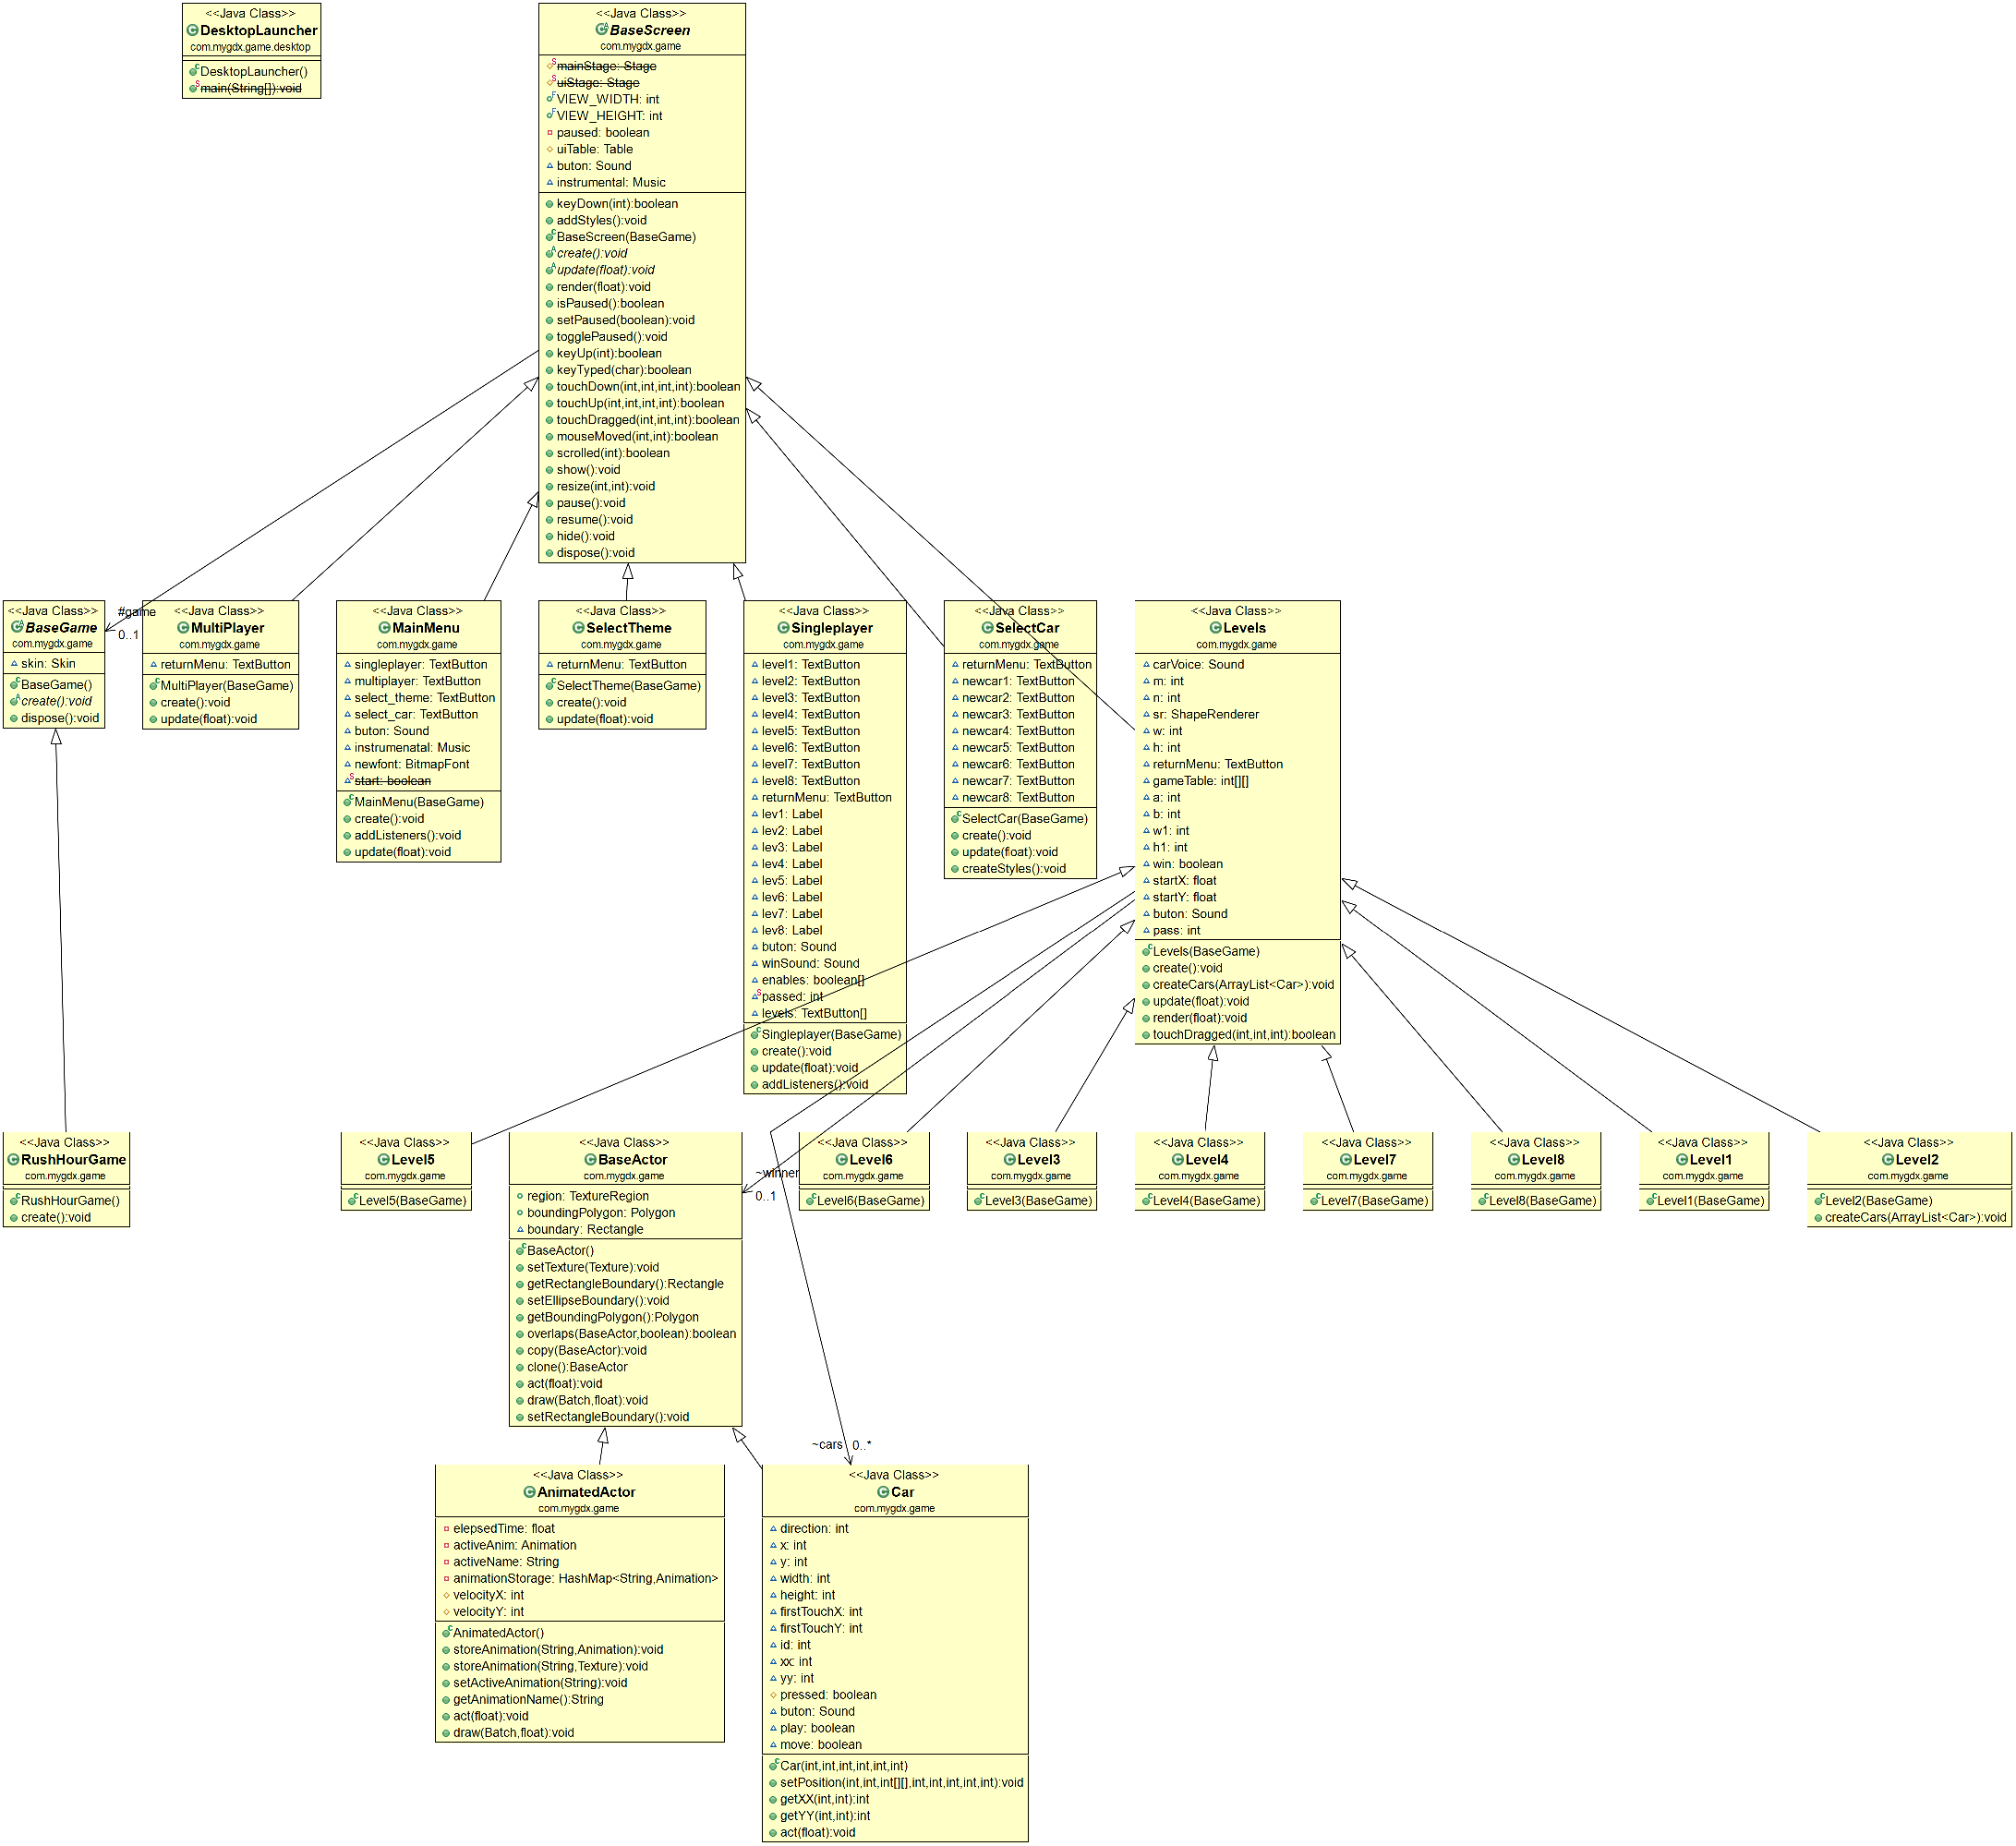 <<Java Class>>
DesktopLauncher
com.mygdx.game.desktop
DesktopLauncher()
main(String[]):void
<<Java Class>>
BaseScreen
com.mygdx.game
mainStage: Stage
uiStage: Stage
VIEW_WIDTH: int
VIEW_HEIGHT: int
paused: boolean
uiTable: Table
buton: Sound
instrumental: Music
keyDown(int):boolean
addStyles():void
BaseScreen(BaseGame)
create():void
update(float):void
render(float):void
isPaused():boolean
setPaused(boolean):void
togglePaused():void
keyUp(int):boolean
keyTyped(char):boolean
touchDown(int,int,int,int):boolean
touchUp(int,int,int,int):boolean
touchDragged(int,int,int):boolean
mouseMoved(int,int):boolean
scrolled(int):boolean
show():void
resize(int,int):void
pause():void
resume():void
hide():void
dispose():void
<<Java Class>>
BaseGame
com.mygdx.game
skin: Skin
BaseGame()
create():void
dispose():void
#game
0..1
<<Java Class>>
MultiPlayer
com.mygdx.game
returnMenu: TextButton
MultiPlayer(BaseGame)
create():void
update(float):void
<<Java Class>>
MainMenu
com.mygdx.game
singleplayer: TextButton
multiplayer: TextButton
select_theme: TextButton
select_car: TextButton
buton: Sound
instrumenatal: Music
newfont: BitmapFont
start: boolean
MainMenu(BaseGame)
create():void
addListeners():void
update(float):void
<<Java Class>>
SelectTheme
com.mygdx.game
returnMenu: TextButton
SelectTheme(BaseGame)
create():void
update(float):void
<<Java Class>>
Singleplayer
com.mygdx.game
level1: TextButton
level2: TextButton
level3: TextButton
level4: TextButton
level5: TextButton
level6: TextButton
level7: TextButton
level8: TextButton
returnMenu: TextButton
lev1: Label
lev2: Label
lev3: Label
lev4: Label
lev5: Label
lev6: Label
lev7: Label
lev8: Label
buton: Sound
winSound: Sound
enables: boolean[]
passed: int
levels: TextButton[]
Singleplayer(BaseGame)
create():void
update(float):void
addListeners():void
<<Java Class>>
SelectCar
com.mygdx.game
returnMenu: TextButton
newcar1: TextButton
newcar2: TextButton
newcar3: TextButton
newcar4: TextButton
newcar5: TextButton
newcar6: TextButton
newcar7: TextButton
newcar8: TextButton
SelectCar(BaseGame)
create():void
update(float):void
createStyles():void
<<Java Class>>
Levels
com.mygdx.game
carVoice: Sound
m: int
n: int
sr: ShapeRenderer
w: int
h: int
returnMenu: TextButton
gameTable: int[][]
a: int
b: int
w1: int
h1: int
win: boolean
startX: float
startY: float
buton: Sound
pass: int
Levels(BaseGame)
create():void
createCars(ArrayList<Car>):void
update(float):void
render(float):void
touchDragged(int,int,int):boolean
<<Java Class>>
RushHourGame
com.mygdx.game
RushHourGame()
create():void
<<Java Class>>
Level5
com.mygdx.game
Level5(BaseGame)
<<Java Class>>
BaseActor
com.mygdx.game
region: TextureRegion
boundingPolygon: Polygon
boundary: Rectangle
BaseActor()
setTexture(Texture):void
getRectangleBoundary():Rectangle
setEllipseBoundary():void
getBoundingPolygon():Polygon
overlaps(BaseActor,boolean):boolean
copy(BaseActor):void
clone():BaseActor
act(float):void
draw(Batch,float):void
setRectangleBoundary():void
~winner
0..1
<<Java Class>>
Level6
com.mygdx.game
Level6(BaseGame)
<<Java Class>>
Level3
com.mygdx.game
Level3(BaseGame)
<<Java Class>>
Level4
com.mygdx.game
Level4(BaseGame)
<<Java Class>>
Level7
com.mygdx.game
Level7(BaseGame)
<<Java Class>>
Level8
com.mygdx.game
Level8(BaseGame)
<<Java Class>>
Level1
com.mygdx.game
Level1(BaseGame)
<<Java Class>>
Level2
com.mygdx.game
Level2(BaseGame)
createCars(ArrayList<Car>):void
~cars 0..*
<<Java Class>>
AnimatedActor
com.mygdx.game
elepsedTime: float
activeAnim: Animation
activeName: String
animationStorage: HashMap<String,Animation>
velocityX: int
velocityY: int
AnimatedActor()
storeAnimation(String,Animation):void
storeAnimation(String,Texture):void
setActiveAnimation(String):void
getAnimationName():String
act(float):void
draw(Batch,float):void
<<Java Class>>
Car
com.mygdx.game
direction: int
x: int
y: int
width: int
height: int
firstTouchX: int
firstTouchY: int
id: int
xx: int
yy: int
pressed: boolean
buton: Sound
play: boolean
move: boolean
Car(int,int,int,int,int,int)
setPosition(int,int,int[][],int,int,int,int,int):void
getXX(int,int):int
getYY(int,int):int
act(float):void